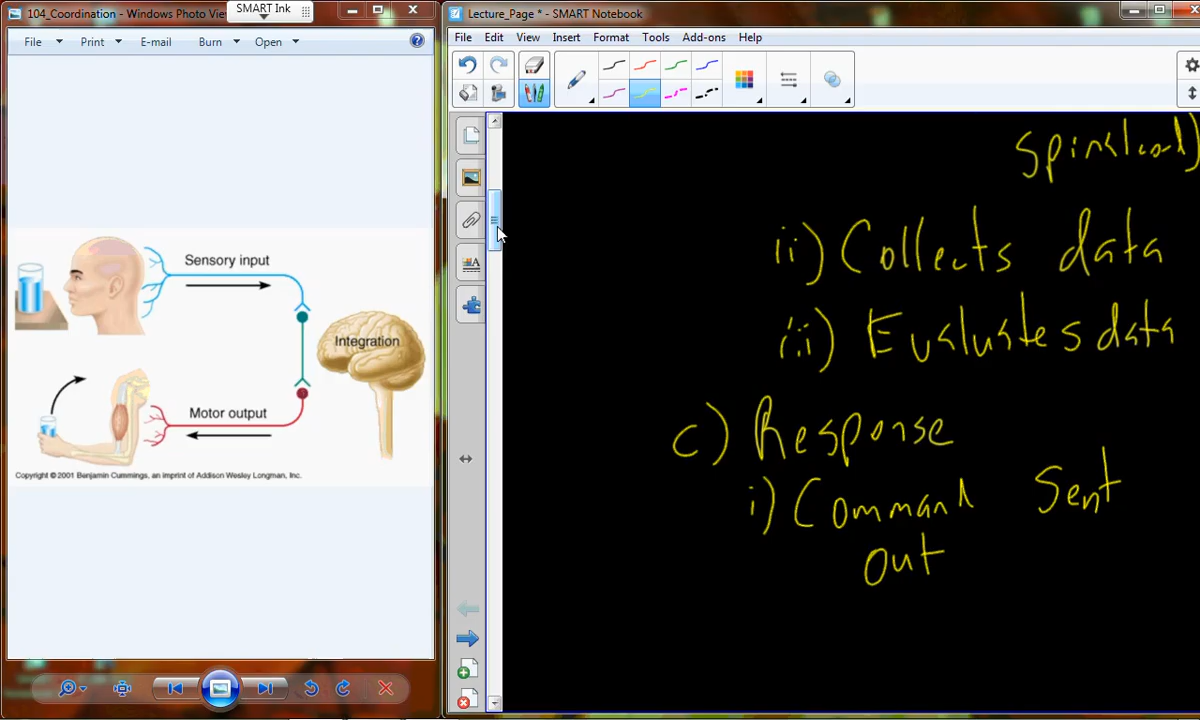 104_Coordination - Windows Photo Vie
SMART Ink
File Print E-mail Burn Open
Sensory input
Integration
Motor output
Copyright ©2001 Benjamin Cummings, an imprint of Addison Wesley Longman, Inc.
Lecture_Page * - SMART Notebook
File Edit View Insert Format Tools Add-ons Help
ii) Collects data
iii) Evaluates data
c) Response
i) Command Sent
out